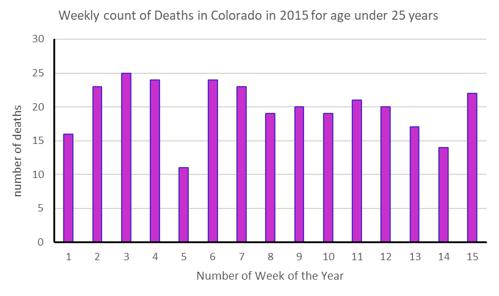 Weekly count of Deaths in Colorado in 2015 for age under 25 years
30
25
20
15
10
5
0
number of deaths
1 2 3 4 5 6 7 8 9 10 11 12 13 14 15
Number of Week of the Year